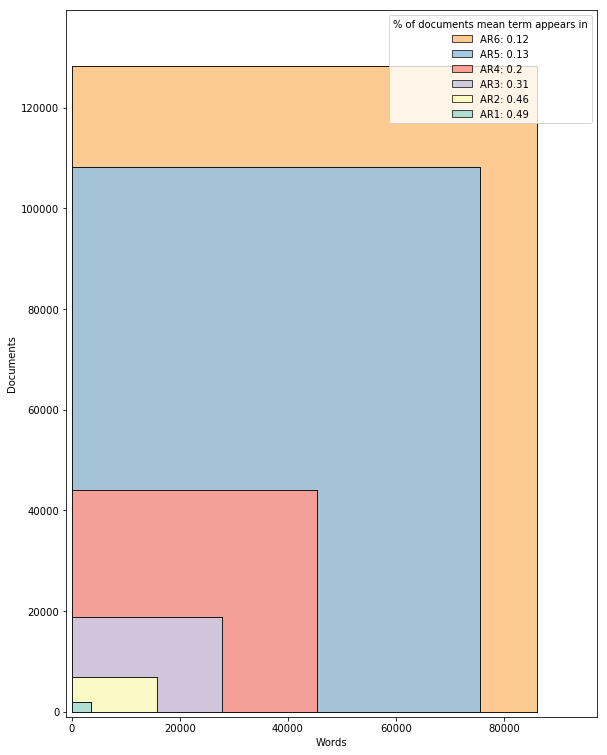 % of documents mean term appears in
AR6: 0.12
AR5: 0.13
AR4: 0.2
AR3: 0.31
AR2: 0.46
AR1: 0.49
120000
100000
80000
60000
40000
20000
0
Documents
0 20000 40000 60000 80000
Words